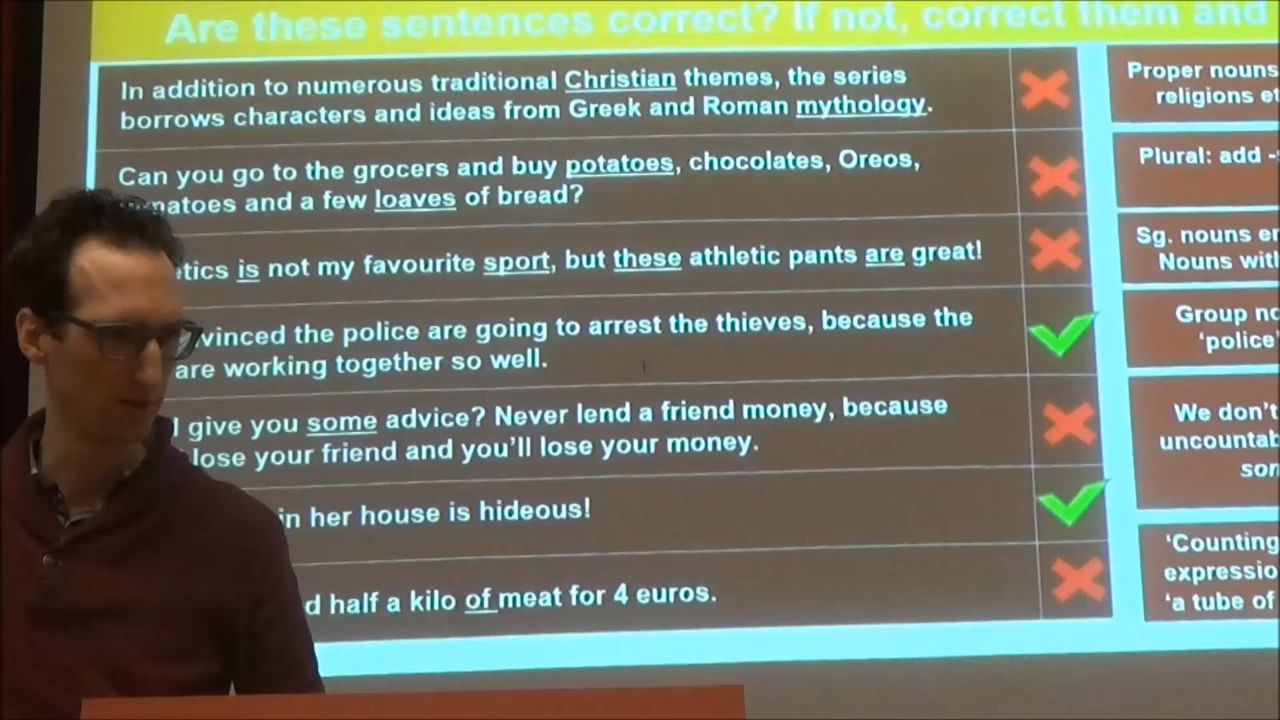 Are these sentences correct? If not, correct them and
In addition to numerous traditional Christian themes, the series
borrows characters and ideas from Greek and Roman mythology.
Proper nouns
religions et
Can you go to the grocers and buy potatoes, chocolates, Oreos,
matoes and a few loaves of bread?
Plural: add -
tics is not my favourite sport, but these athletic pants are great!
Sg. nouns en
Nouns with
vinced the police are going to arrest the thieves, because the
are working together so well.
Group no
'police'
I give you some advice? Never lend a friend money, because
lose your friend and you'll lose your money.
We don't
uncountab
som
in her house is hideous!
d half a kilo of meat for 4 euros.
'Counting
expressio
'a tube of